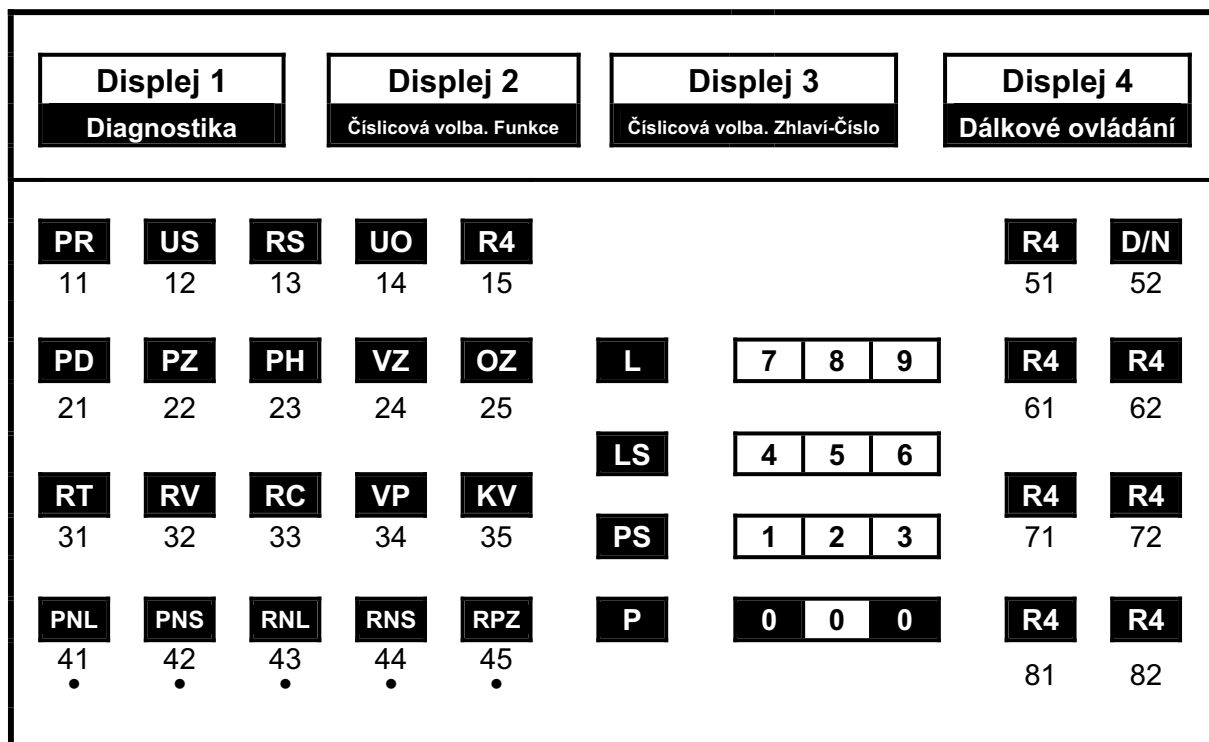 Displej 1 Displej 2 Displej 3 Displej 4
Diagnostika Číslicová volba. Funkce Číslicová volba. Zhlaví-Číslo Dálkové ovládání
PR US RS UO R4 R4 D/N
11 12 13 14 15 51 52
PD PZ PH VZ OZ L 7 8 9 R4 R4
21 22 23 24 25 61 62
LS 4 5 6
RT RV RC VP KV R4 R4
31 32 33 34 35 PS 1 2 3 71 72
PNL PNS RNL RNS RPZ P 0 0 0 R4 R4
41 42 43 44 45 81 82
• • • • •